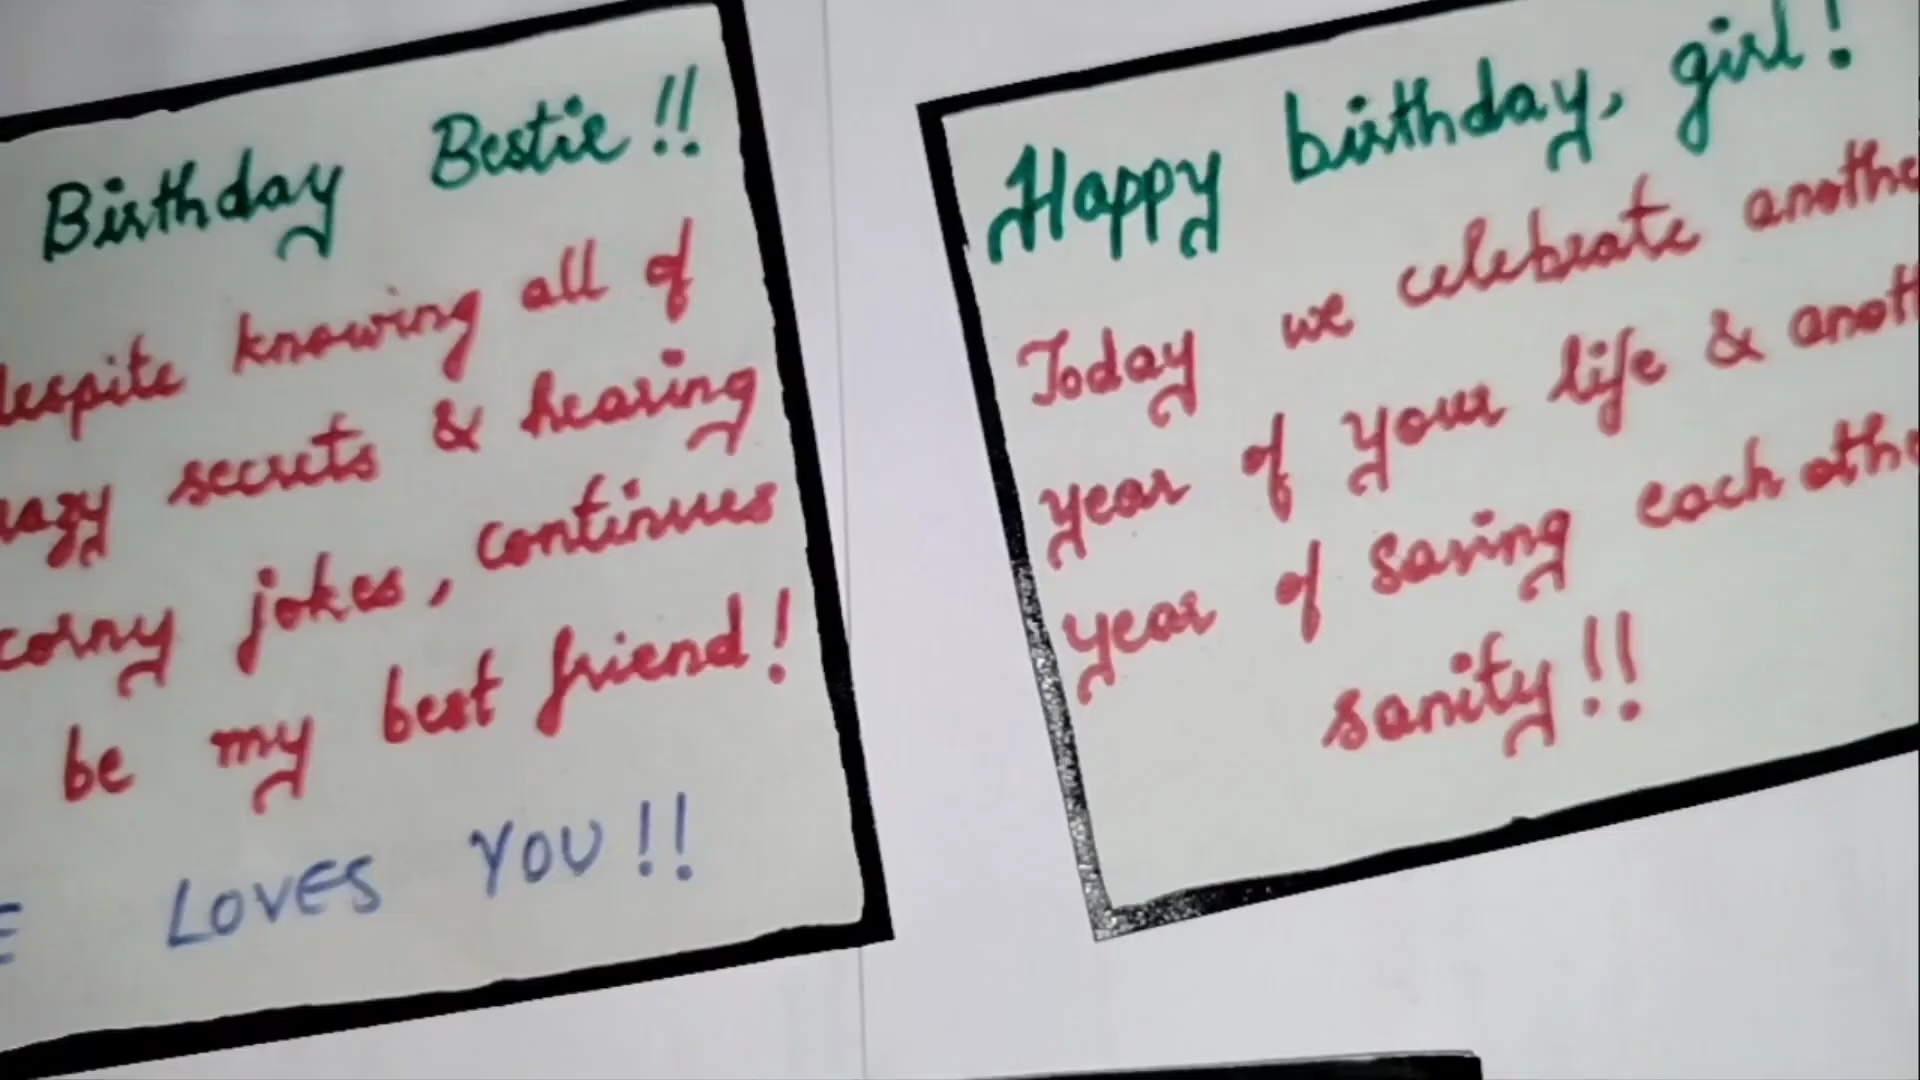 Birthday Bestie!!
despite knowing all of
secrets & hearing
corny jokes, continues
be my best friend!
LOVES YOU!!
Happy birthday, girl!
Today we celebrate
year of your life &
year of saving each
sanity!!